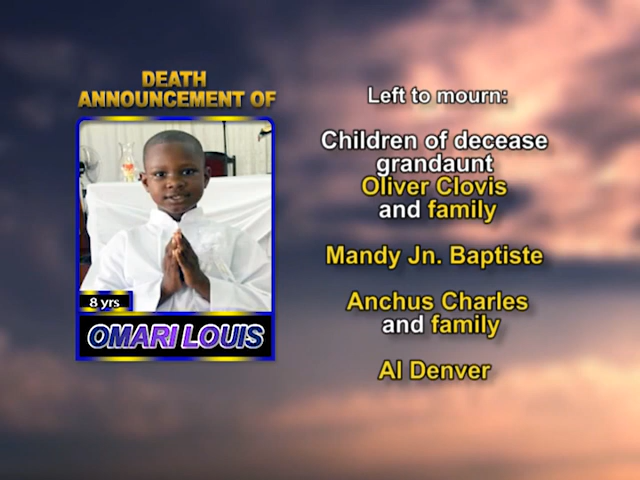 DEATH
ANNOUNCEMENT OF
8 yrs
OMARI LOUIS
Left to mourn:
Children of decease
grandaunt
Oliver Clovis
and family
Mandy Jn. Baptiste
Anchus Charles
and family
Al Denver